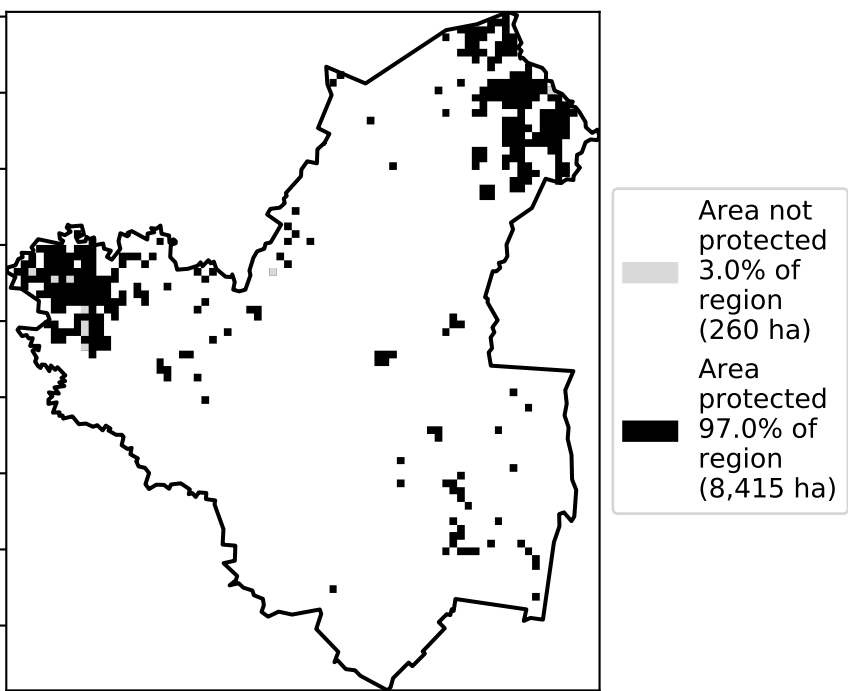 Area not
protected
3.0% of
region
(260 ha)
Area
protected
97.0% of
region
(8,415 ha)